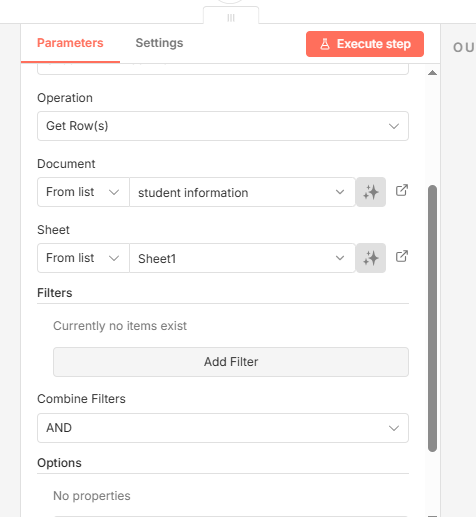 Parameters Settings Execute step
OU
Operation
Get Row(s)
Document
From list student information
Sheet
From list Sheet1
Filters
Currently no items exist
Add Filter
Combine Filters
AND
Options
No properties